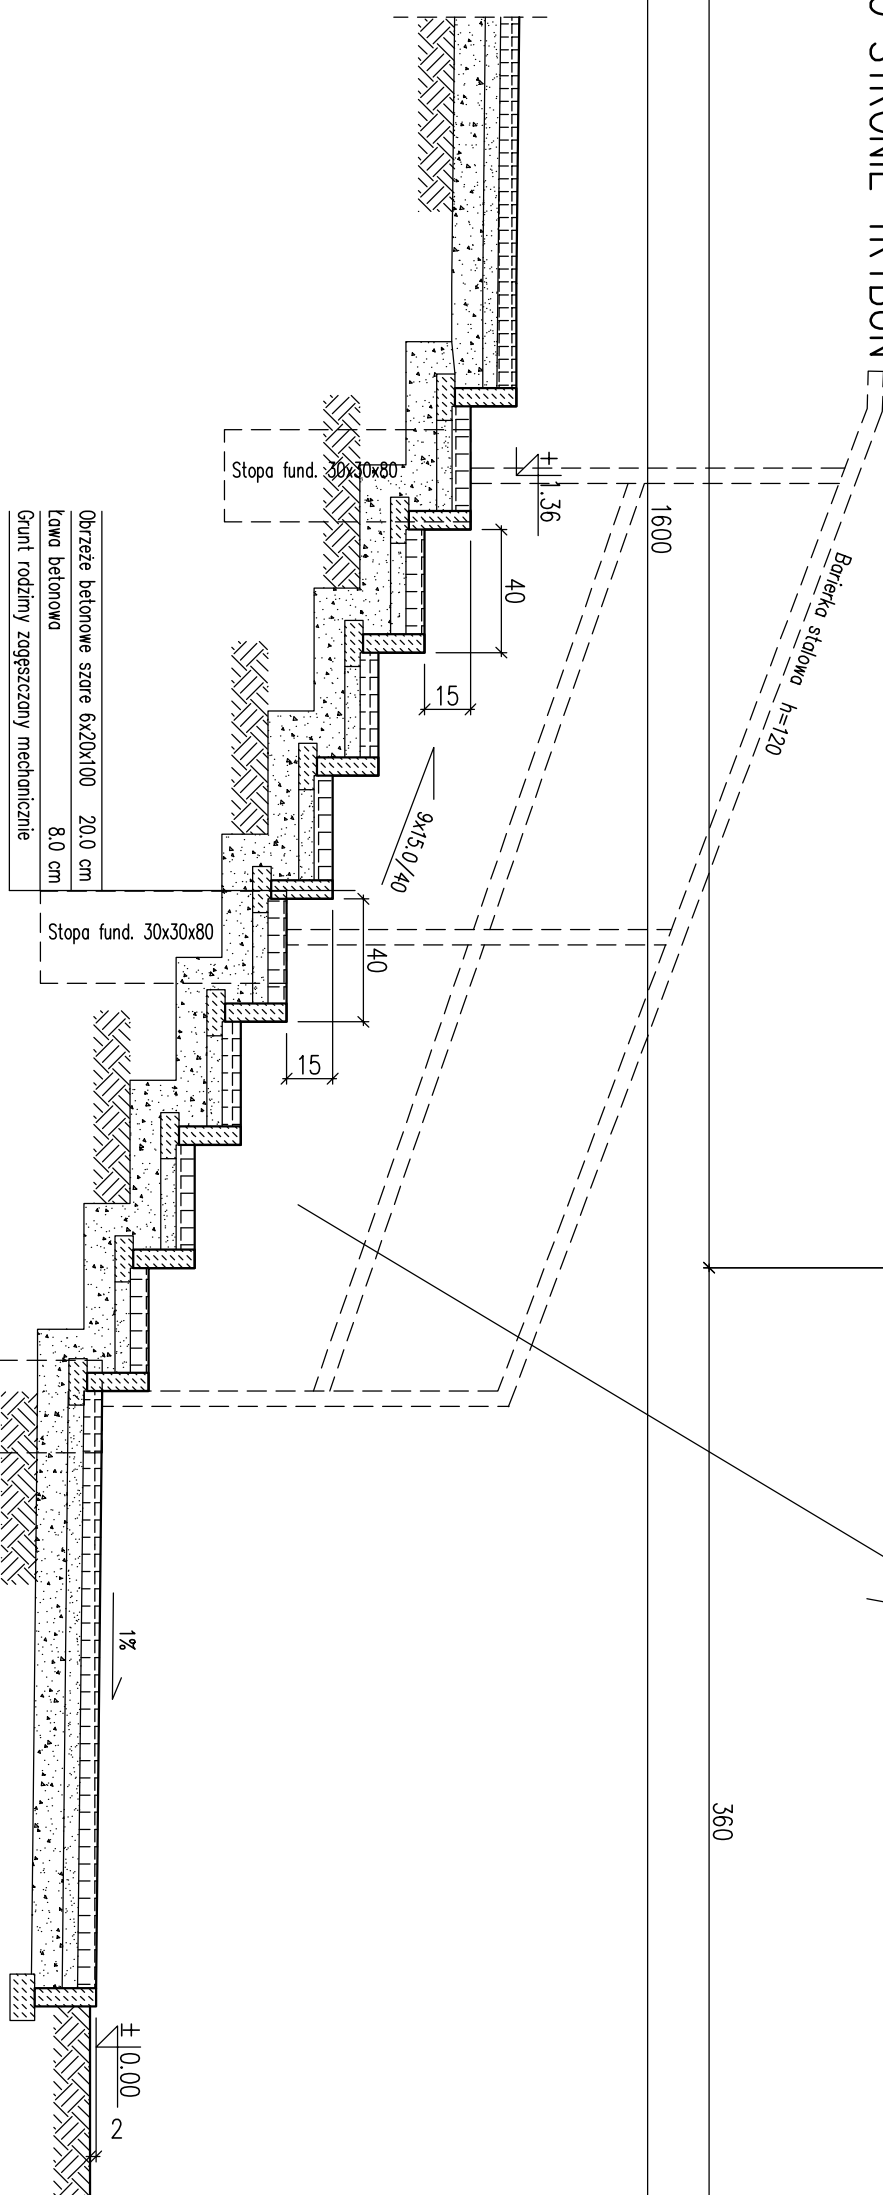 STRONIE TRYBUN
Barierka stalowa h=120
1600
360
± 1.36
40
15
9x15.0/40
40
15
Stopa fund. 30x30x80
Stopa fund. 30x30x80
Obrzeże betonowe szare 6x20x100 20.0 cm
Ława betonowa 8.0 cm
Grunt rodzimy zagęszczany mechanicznie
1%
± 0.00
2